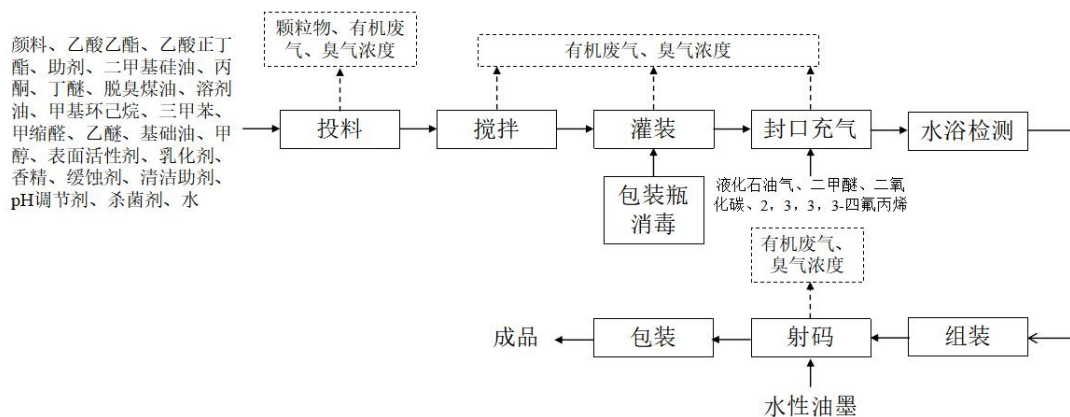 颜料、乙酸乙酯、乙酸正丁
酯、助剂、二甲基硅油、丙
酮、丁醚、脱臭煤油、溶剂
油、甲基环己烷、三甲苯、
甲缩醛、乙醚、基础油、甲
醇、表面活性剂、乳化剂、
香精、缓蚀剂、清洁助剂、
pH调节剂、杀菌剂、水
颗粒物、有机废
气、臭气浓度
有机废气、臭气浓度
投料
搅拌
灌装
封口充气
水浴检测
包装瓶
消毒
液化石油气、二甲醚、二氧
化碳、2，3，3，3-四氟丙烯
有机废气、
臭气浓度
成品
包装
射码
组装
水性油墨